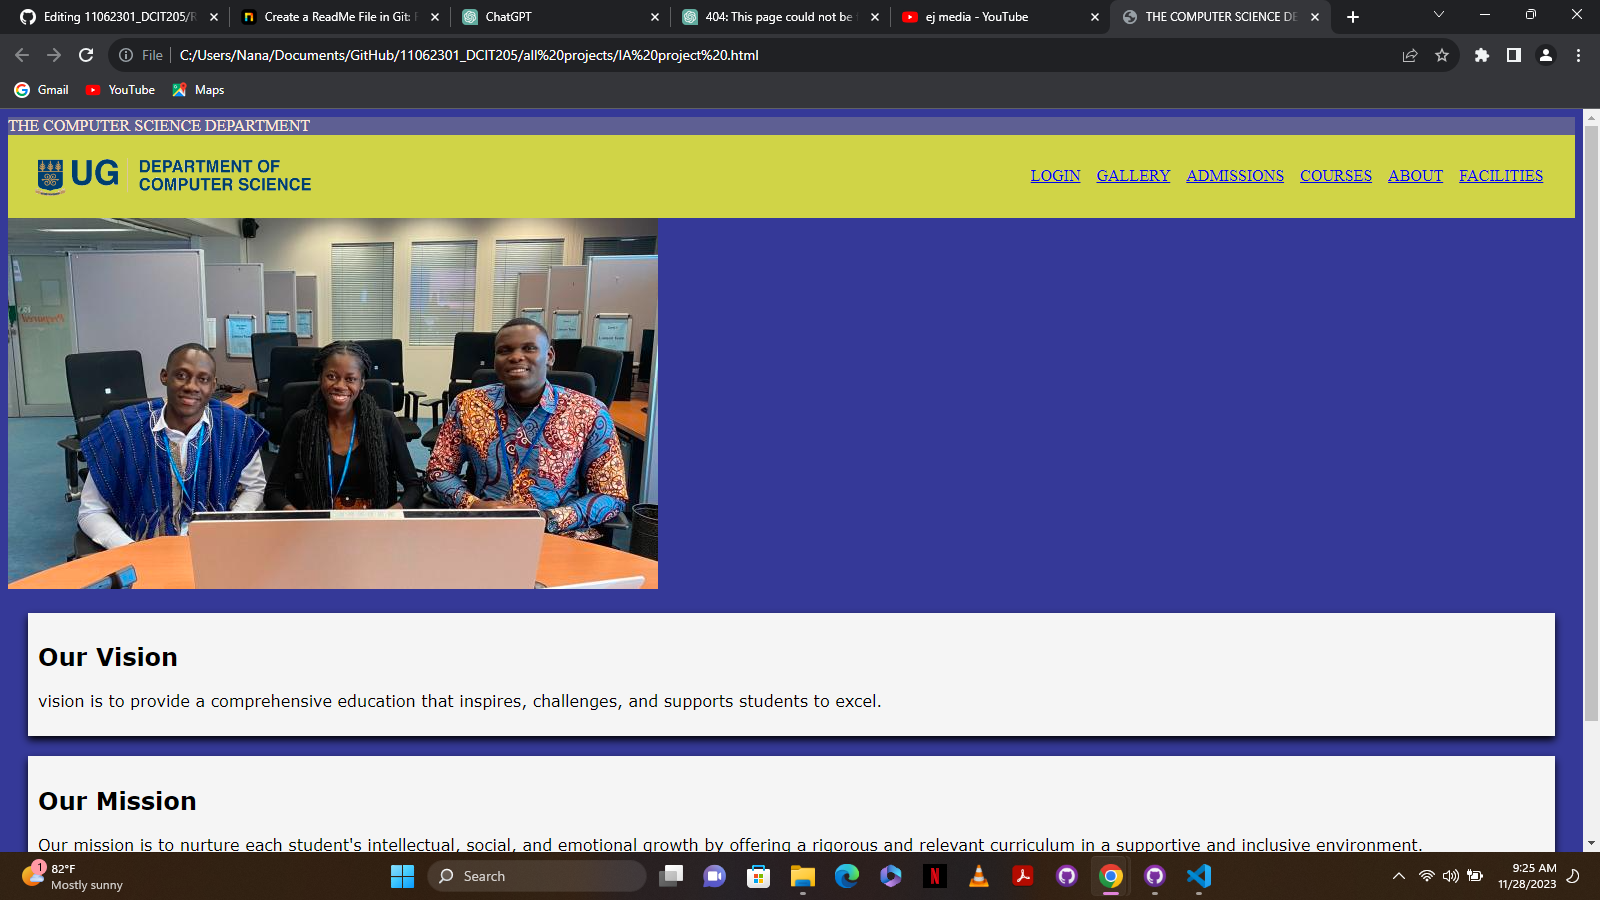 Editing 11062301_DCIT205/R
Create a ReadMe File in Git:
ChatGPT
404: This page could not be
ej media - YouTube
THE COMPUTER SCIENCE DE
File
C:/Users/Nana/Documents/GitHub/11062301_DCIT205/all%20projects/IA%20project%20.html
Gmail
YouTube
Maps
THE COMPUTER SCIENCE DEPARTMENT
UG
DEPARTMENT OF
COMPUTER SCIENCE
LOGIN GALLERY ADMISSIONS COURSES ABOUT FACILITIES
Our Vision
vision is to provide a comprehensive education that inspires, challenges, and supports students to excel.
Our Mission
Our mission is to nurture each student's intellectual, social, and emotional growth by offering a rigorous and relevant curriculum in a supportive and inclusive environment.
1
82°F
Mostly sunny
Search
9:25 AM
11/28/2023